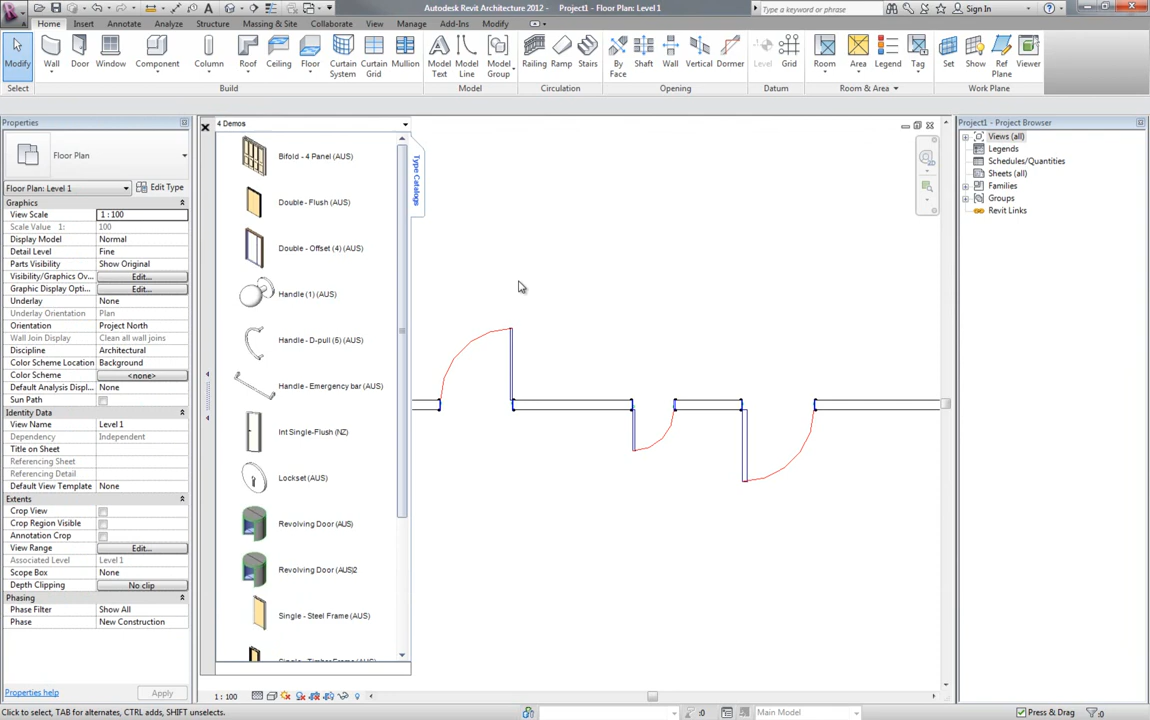 Autodesk Revit Architecture 2012 - Project1 - Floor Plan: Level 1
Type a keyword or phrase
Sign In
Home Insert Annotate Analyze Structure Massing & Site Collaborate View Manage Add-Ins Modify
Modify Wall Door Window Component Column Roof Ceiling Floor Curtain System Curtain Grid Mullion Model Text Model Line Model Group Railing Ramp Stairs By Face Shaft Wall Vertical Dormer Level Grid Room Area Legend Tag Set Show Ref Plane Viewer
Select Build Model Circulation Opening Datum Room & Area Work Plane
Properties
Floor Plan
Floor Plan: Level 1 Edit Type
Graphics
View Scale 1 : 100
Scale Value 1: 100
Display Model Normal
Detail Level Fine
Parts Visibility Show Original
Visibility/Graphics Ov... Edit...
Graphic Display Opti... Edit...
Underlay None
Underlying Orientation Plan
Orientation Project North
Wall Join Display Clean all wall joins
Discipline Architectural
Color Scheme Location Background
Color Scheme <none>
Default Analysis Displ... None
Sun Path
Identity Data
View Name Level 1
Dependency Independent
Title on Sheet
Referencing Sheet
Referencing Detail
Default View Template None
Extents
Crop View
Crop Region Visible
Annotation Crop
View Range Edit...
Associated Level Level 1
Scope Box None
Depth Clipping No clip
Phasing
Phase Filter Show All
Phase New Construction
Properties help Apply
4 Demos
Type Catalogs
Bifold - 4 Panel (AUS)
Double - Flush (AUS)
Double - Offset (4) (AUS)
Handle (1) (AUS)
Handle - D-pull (6) (AUS)
Handle - Emergency bar (AUS)
Int Single-Flush (NZ)
Lockset (AUS)
Revolving Door (AUS)
Revolving Door (AUS)2
Single - Steel Frame (AUS)
Single - Timber Frame (AUS)
Project1 - Project Browser
Views (all)
Legends
Schedules/Quantities
Sheets (all)
Families
Groups
Revit Links
1 : 100
Click to select, TAB for alternates, CTRL adds, SHIFT unselects.
:0
Main Model
Press & Drag
:0